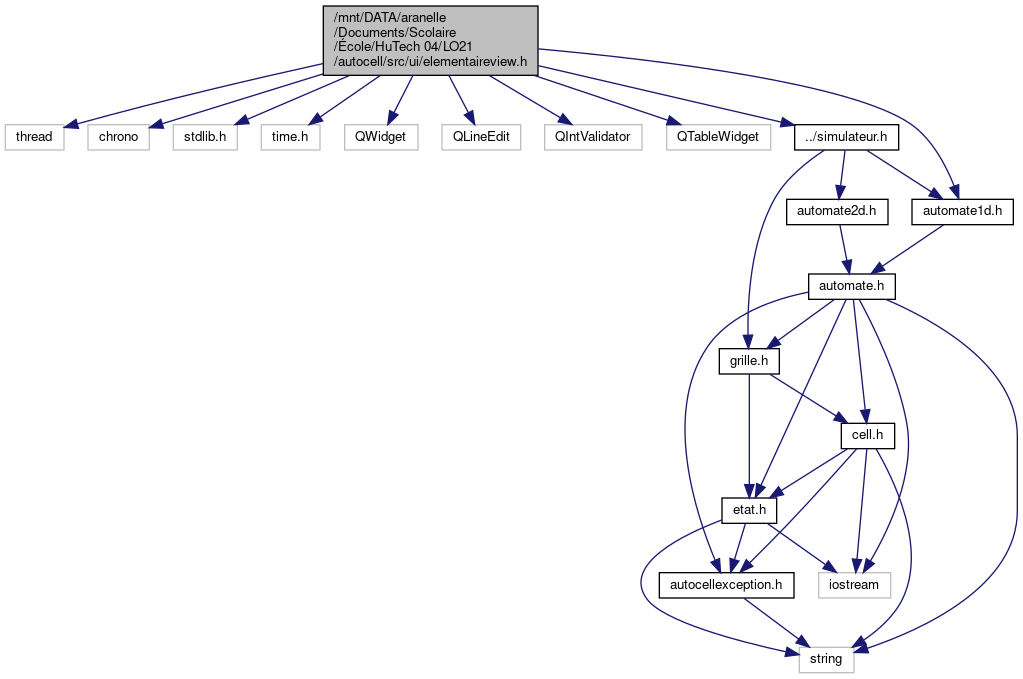 /mnt/DATA/aranelle
/Documents/Scolaire
/École/HuTech 04/LO21
/autocell/src/ui/elementaireview.h
thread
chrono
stdlib.h
time.h
QWidget
QLineEdit
QIntValidator
QTableWidget
../simulateur.h
automate2d.h
automate1d.h
automate.h
grille.h
cell.h
etat.h
autocellexception.h
iostream
string